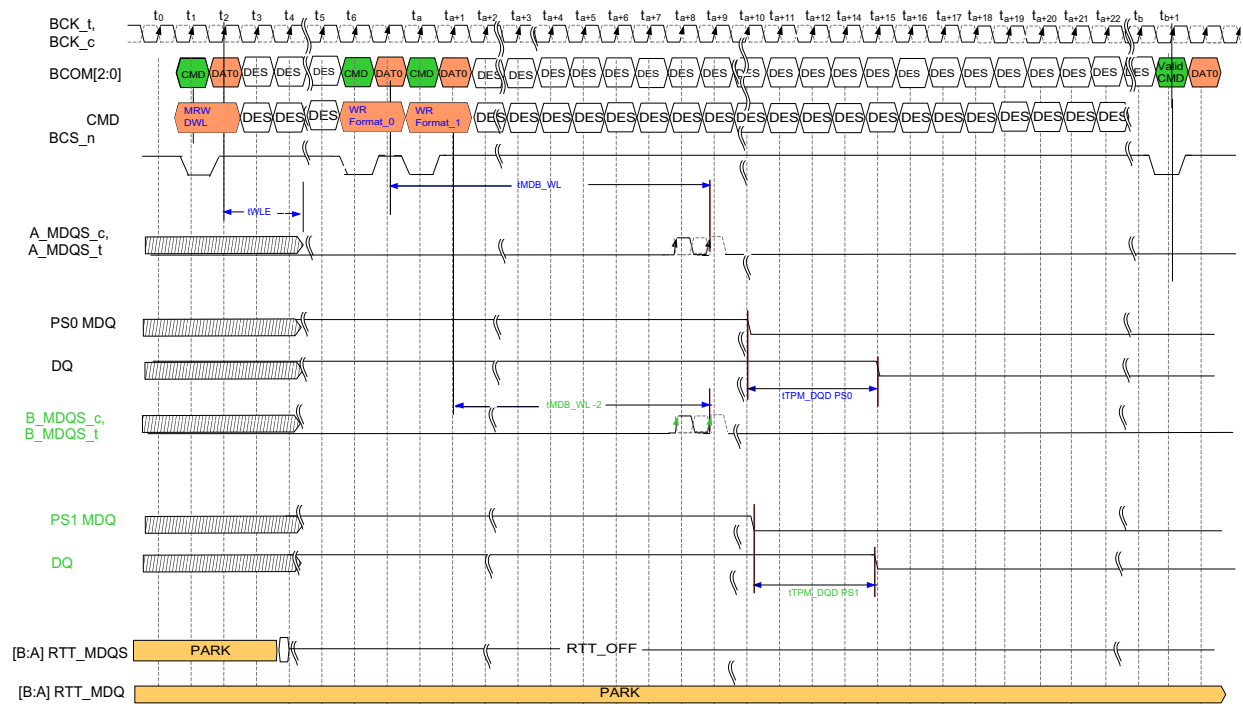 t0 t1 t2 t3 t4 t5 t6 ta ta+1 ta+2 ta+3 ta+4 ta+5 ta+6 ta+7 ta+8 ta+9 ta+10 ta+11 ta+12 ta+14 ta+15 ta+16 ta+17 ta+18 ta+19 ta+20 ta+21 ta+22 tb tb+1
BCK_t,
BCK_c
BCOM[2:0] CMD DAT0 DES DES DES CMD DAT0 CMD DAT0 DES DES DES DES DES DES DES DES DES DES DES DES DES DES DES DES DES DES DES DES DES Valid CMD DAT0
CMD MRW DWL DES DES DES WR Format_0 WR Format_1 DES DES DES DES DES DES DES DES DES DES DES DES DES DES DES DES DES DES DES DES
BCS_n
tMDB_WL
tWLE
A_MDQS_c,
A_MDQS_t
PS0 MDQ
DQ
tTPM_DQD PS0
B_MDQS_c,
B_MDQS_t
tMDB_WL -2
PS1 MDQ
DQ
tTPM_DQD PS1
[B:A] RTT_MDQS PARK RTT_OFF
[B:A] RTT_MDQ PARK